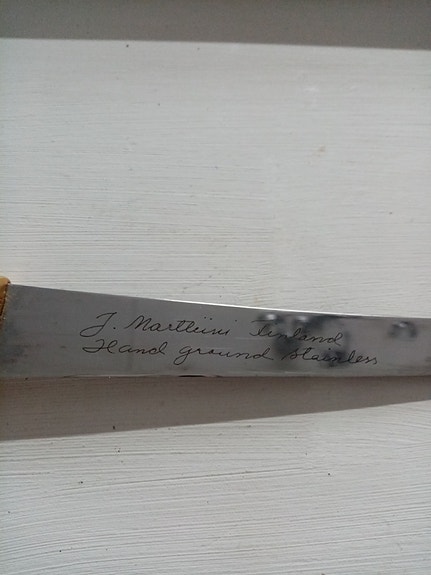 J. Marttiini Finland
Hand ground stainless